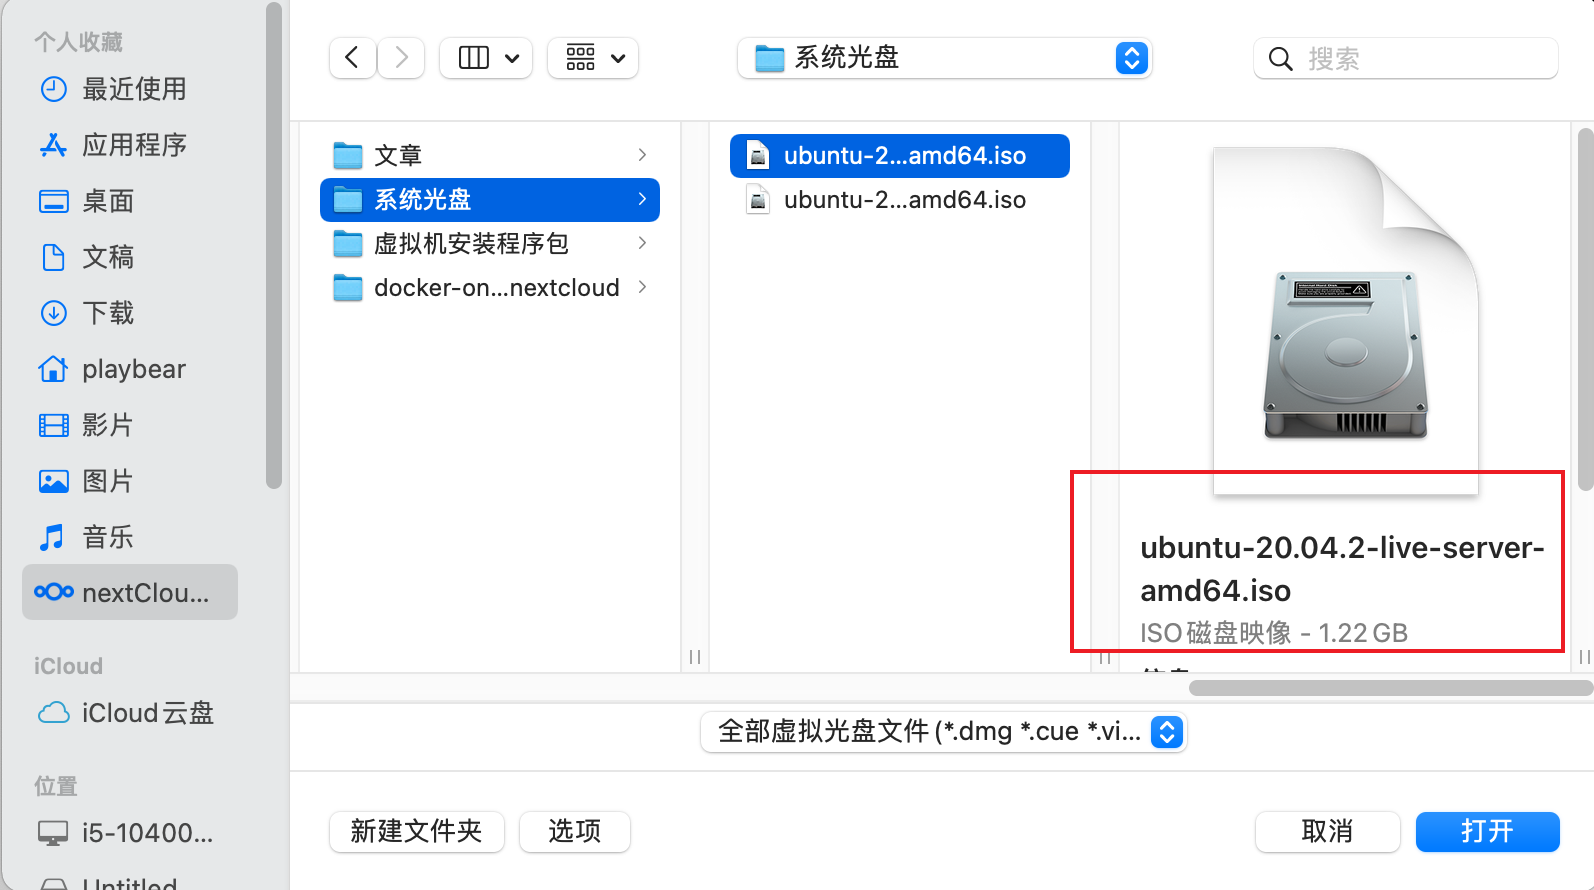 个人收藏
最近使用
应用程序
桌面
文稿
下载
playbear
影片
图片
音乐
nextClou...
iCloud
iCloud云盘
位置
i5-10400...
Untitled
系统光盘
搜索
文章
系统光盘
虚拟机安装程序包
docker-on...nextcloud
ubuntu-2...amd64.iso
ubuntu-2...amd64.iso
ubuntu-20.04.2-live-server-
amd64.iso
ISO磁盘映像 - 1.22 GB
全部虚拟光盘文件 (*.dmg *.cue *.vi...
新建文件夹
选项
取消
打开